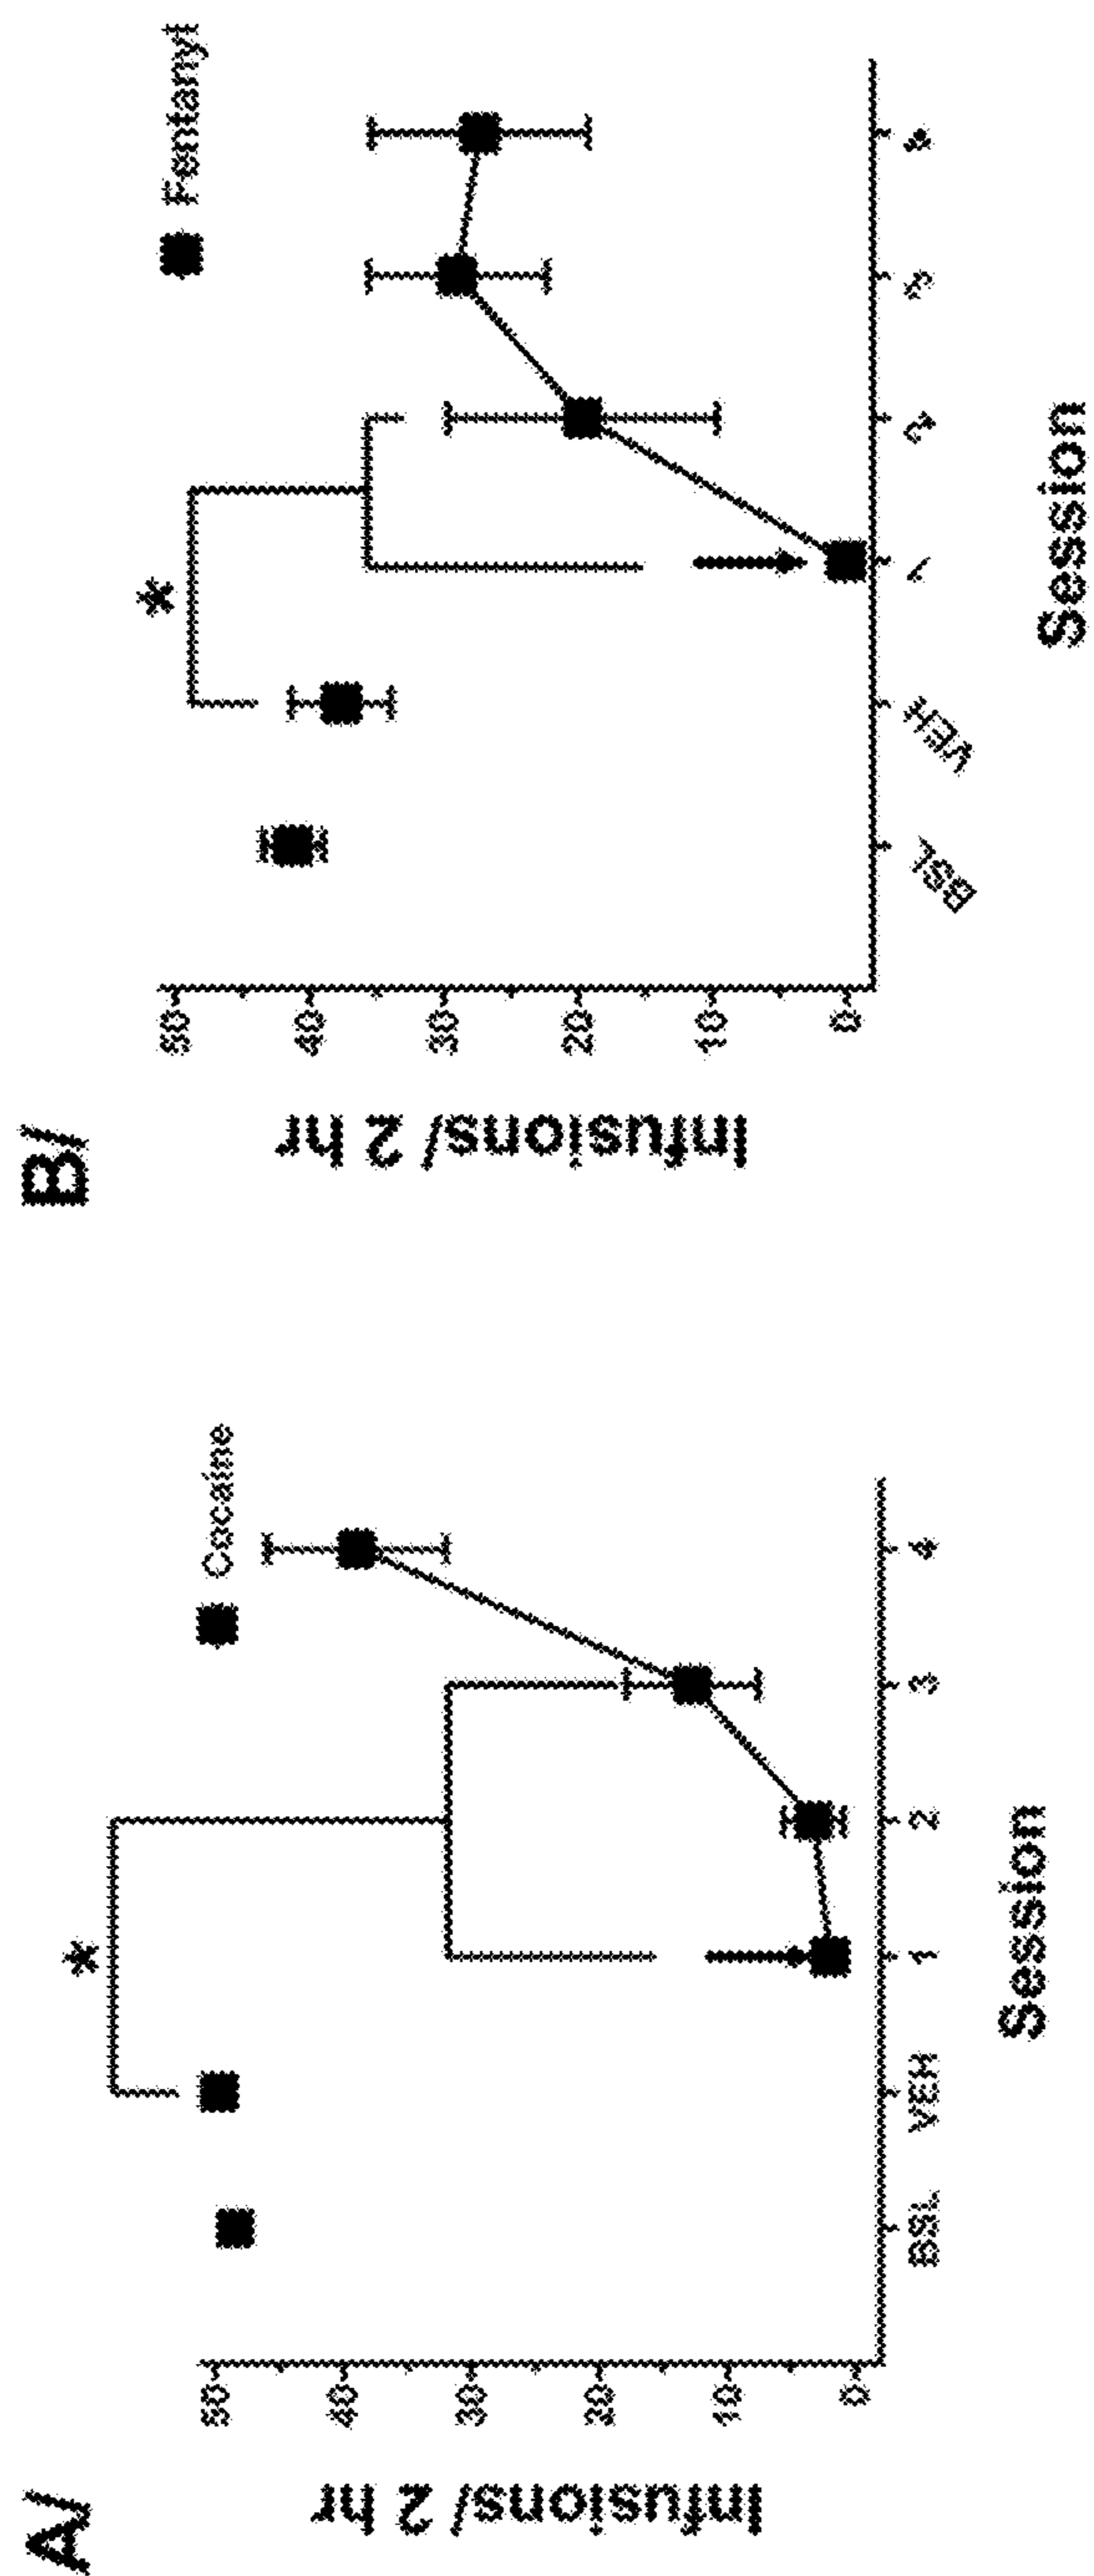 A/
Infusions/ 2 hr
50
40
30
20
10
0
*
Cocaine
BSL VEH 1 2 3 4
Session
B/
Infusions/ 2 hr
50
40
30
20
10
0
*
Fentanyl
BSL VEH 1 2 3 4
Session